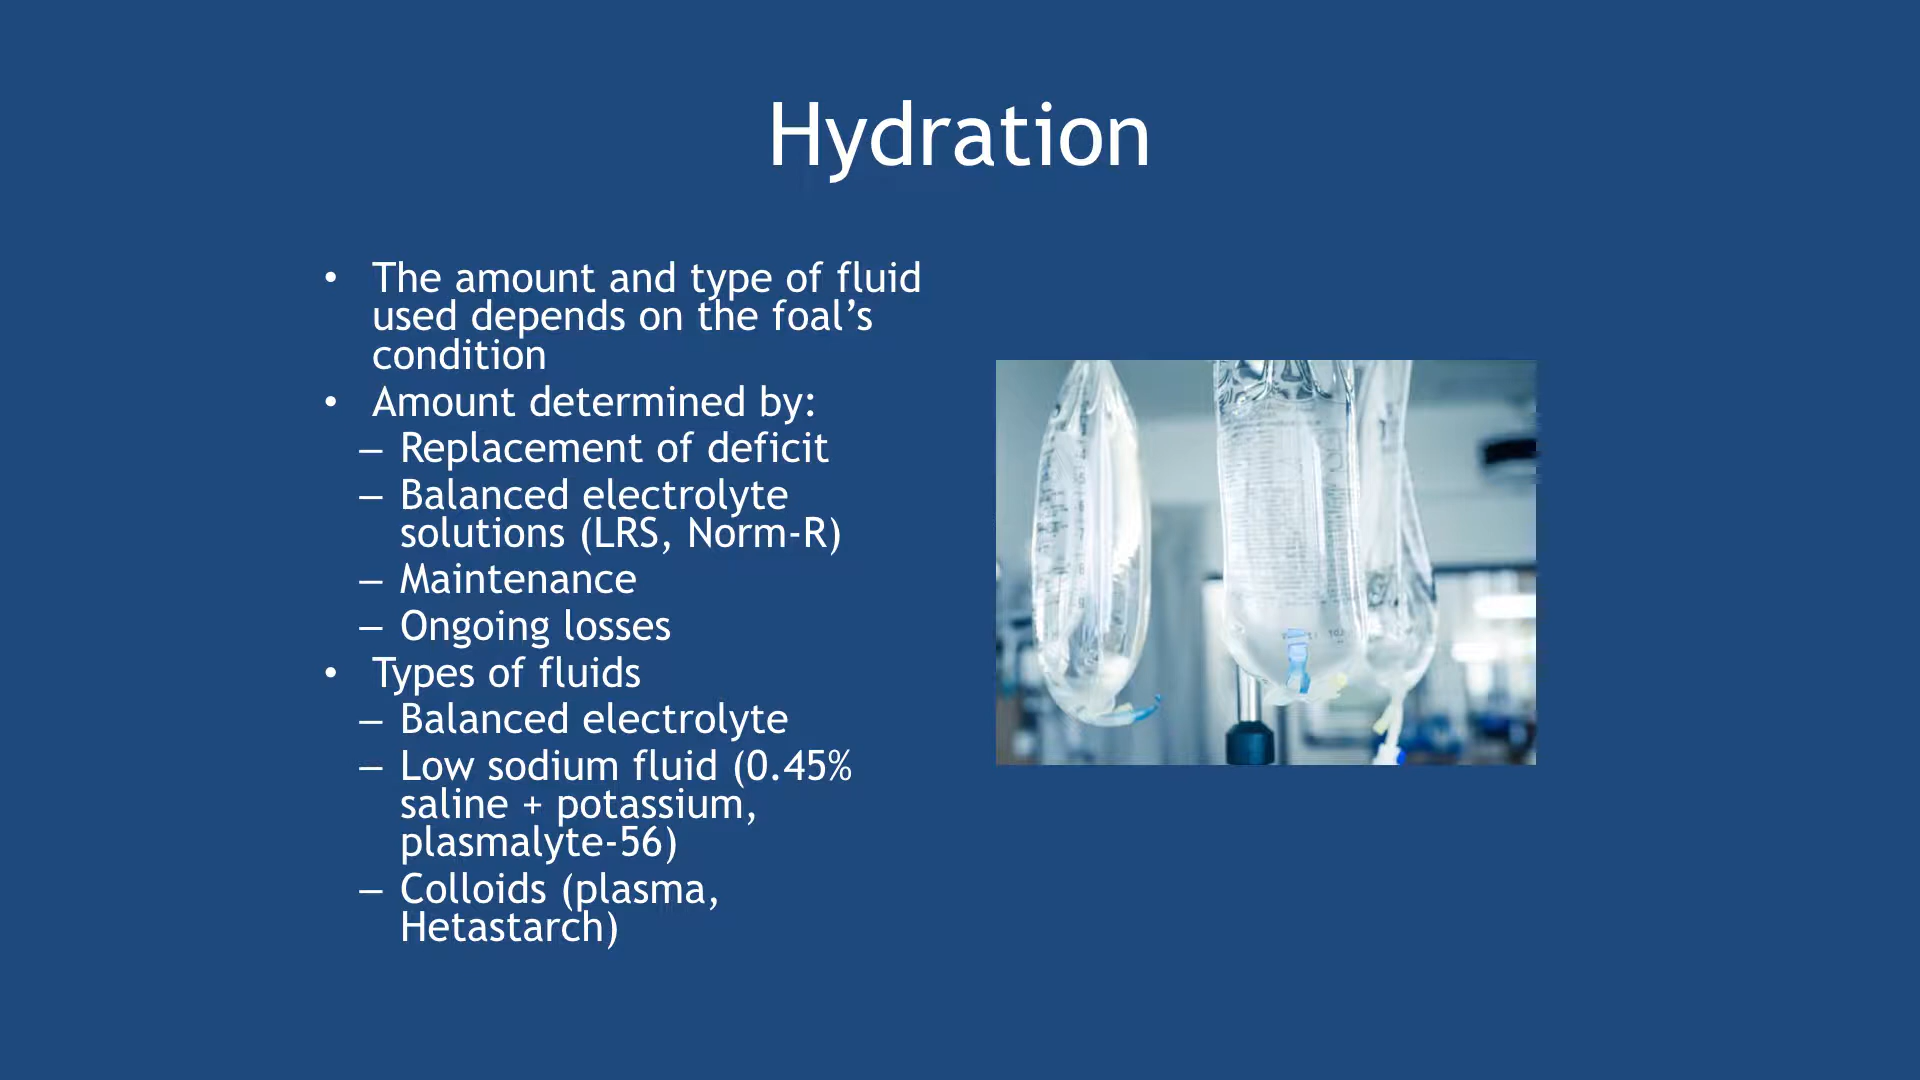 Hydration
• The amount and type of fluid
used depends on the foal’s
condition
• Amount determined by:
– Replacement of deficit
– Balanced electrolyte
solutions (LRS, Norm-R)
– Maintenance
– Ongoing losses
• Types of fluids
– Balanced electrolyte
– Low sodium fluid (0.45%
saline + potassium,
plasmalyte-56)
– Colloids (plasma,
Hetastarch)